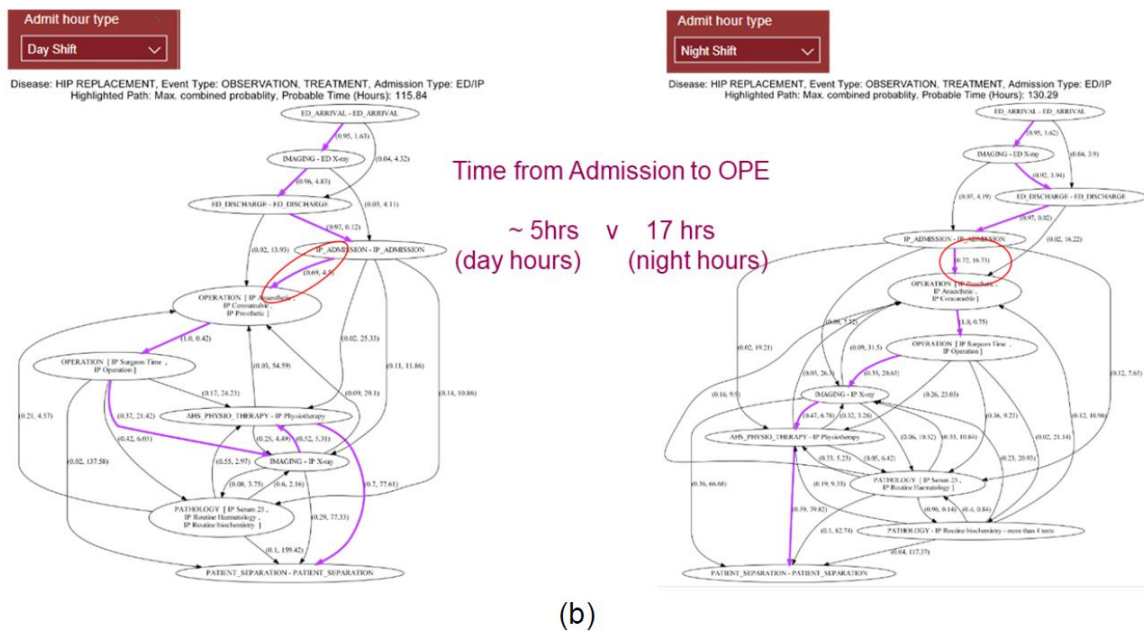 Admit hour type
Day Shift
Disease: HIP REPLACEMENT, Event Type: OBSERVATION, TREATMENT, Admission Type: ED/IP
Highlighted Path: Max. combined probablity, Probable Time (Hours): 115.84
ED_ARRIVAL - ED_ARRIVAL
(0.95, 1.63)
IMAGING - ED X-ray
(0.04, 4.32)
(0.96, 4.83)
ED_DISCHARGE - ED_DISCHARGE
(0.03, 4.11)
(0.97, 0.12)
(0.02, 13.93)
IP_ADMISSION - IP_ADMISSION
(0.69, 4.5)
OPERATION [ IP Anaesthetic ,
IP Consumable ,
IP Prosthetic ]
(0.02, 25.33)
(1.0, 0.42)
(0.03, 54.59)
(0.11, 11.86)
OPERATION [ IP Surgeon Time ,
IP Operation ]
(0.17, 24.23)
(0.09, 29.1)
(0.14, 10.86)
(0.21, 4.57)
(0.37, 21.42)
AHS_PHYSIO_THERAPY - IP Physiotherapy
(0.42, 6.03)
(0.25, 4.49)
(0.52, 5.31)
IMAGING - IP X-ray
(0.55, 2.97)
(0.02, 137.58)
(0.08, 3.75)
(0.6, 2.16)
(0.7, 77.61)
PATHOLOGY [ IP Serum 25 ,
IP Routine Haematology ,
IP Routine biochemistry ]
(0.29, 77.33)
(0.1, 159.42)
PATIENT_SEPARATION - PATIENT_SEPARATION
Time from Admission to OPE
~ 5hrs v 17 hrs
(day hours) (night hours)
Admit hour type
Night Shift
Disease: HIP REPLACEMENT, Event Type: OBSERVATION, TREATMENT, Admission Type: ED/IP
Highlighted Path: Max. combined probablity, Probable Time (Hours): 130.29
ED_ARRIVAL - ED_ARRIVAL
(0.95, 1.62)
IMAGING - ED X-ray
(0.04, 3.9)
(0.92, 3.94)
(0.07, 4.19)
ED_DISCHARGE - ED_DISCHARGE
(0.97, 0.02)
IP_ADMISSION - IP_ADMISSION
(0.02, 16.22)
(0.72, 16.71)
OPERATION [ IP Prosthetic ,
IP Anaesthetic ,
IP Consumable ]
(1.0, 0.75)
(0.02, 19.21)
(0.09, 31.5)
OPERATION [ IP Surgeon Time ,
IP Operation ]
(0.12, 7.63)
(0.35, 20.63)
IMAGING - IP X-ray
(0.26, 23.03)
(0.47, 6.78)
(0.32, 3.28)
(0.36, 9.23)
(0.12, 10.96)
AHS_PHYSIO_THERAPY - IP Physiotherapy
(0.06, 10.32)
(0.33, 10.84)
(0.02, 21.14)
(0.33, 5.23)
(0.05, 6.42)
(0.23, 20.93)
(0.36, 66.68)
(0.19, 9.33)
PATHOLOGY [ IP Serum 25 ,
IP Routine Haematology ]
(0.59, 79.82)
(0.96, 0.14)
(0.4, 0.84)
(0.1, 82.74)
PATHOLOGY - IP Routine biochemistry - more than 4 tests
(0.04, 117.37)
PATIENT_SEPARATION - PATIENT_SEPARATION
(b)